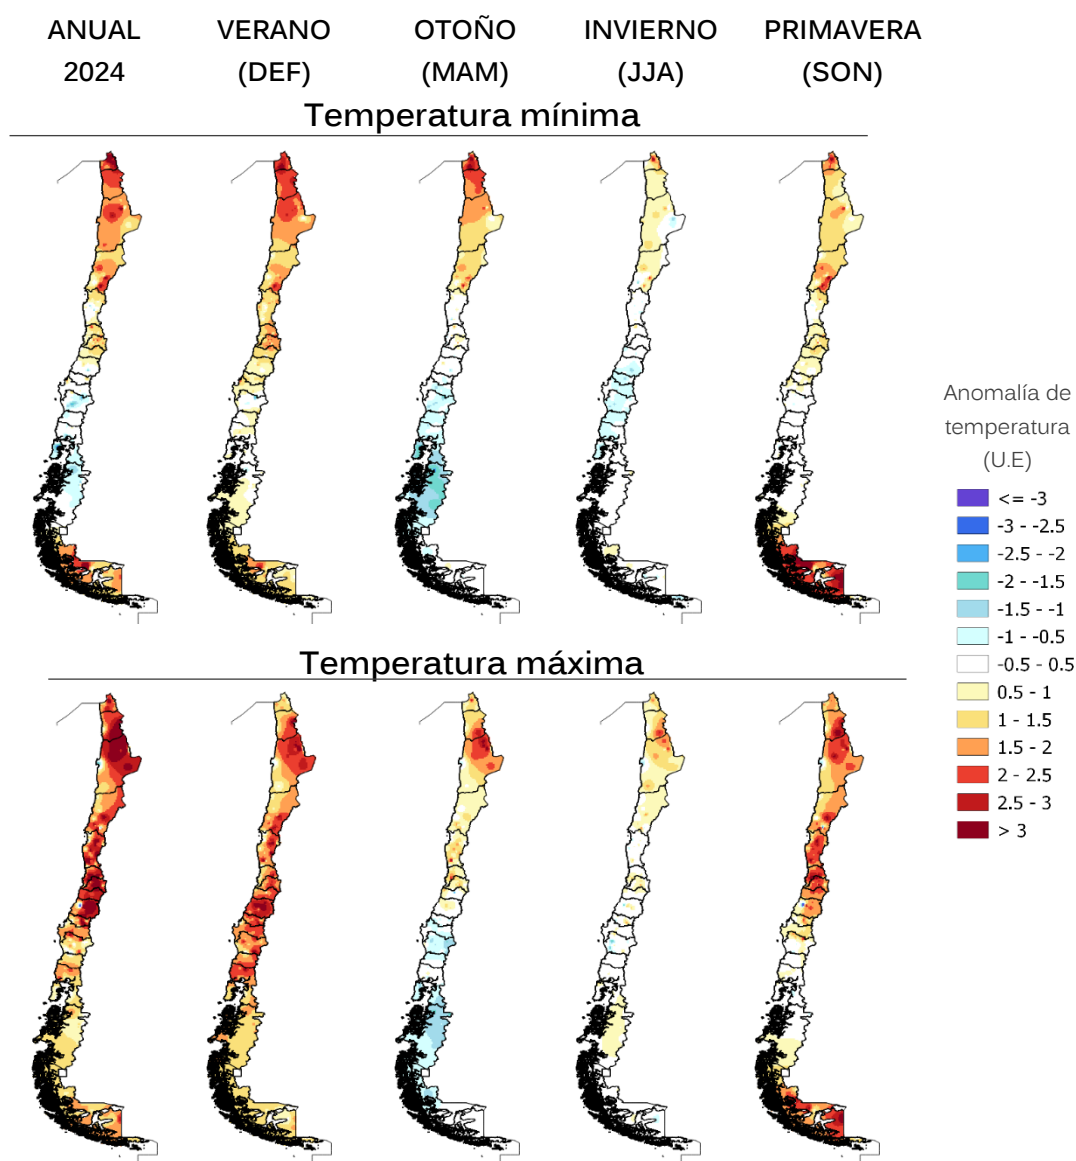 ANUAL VERANO OTOÑO INVIERNO PRIMAVERA
2024 (DEF) (MAM) (JJA) (SON)
Temperatura mínima
Anomalía de
temperatura
(U.E)
<= -3
-3 - -2.5
-2.5 - -2
-2 - -1.5
-1.5 - -1
-1 - -0.5
-0.5 - 0.5
0.5 - 1
1 - 1.5
1.5 - 2
2 - 2.5
2.5 - 3
> 3
Temperatura máxima